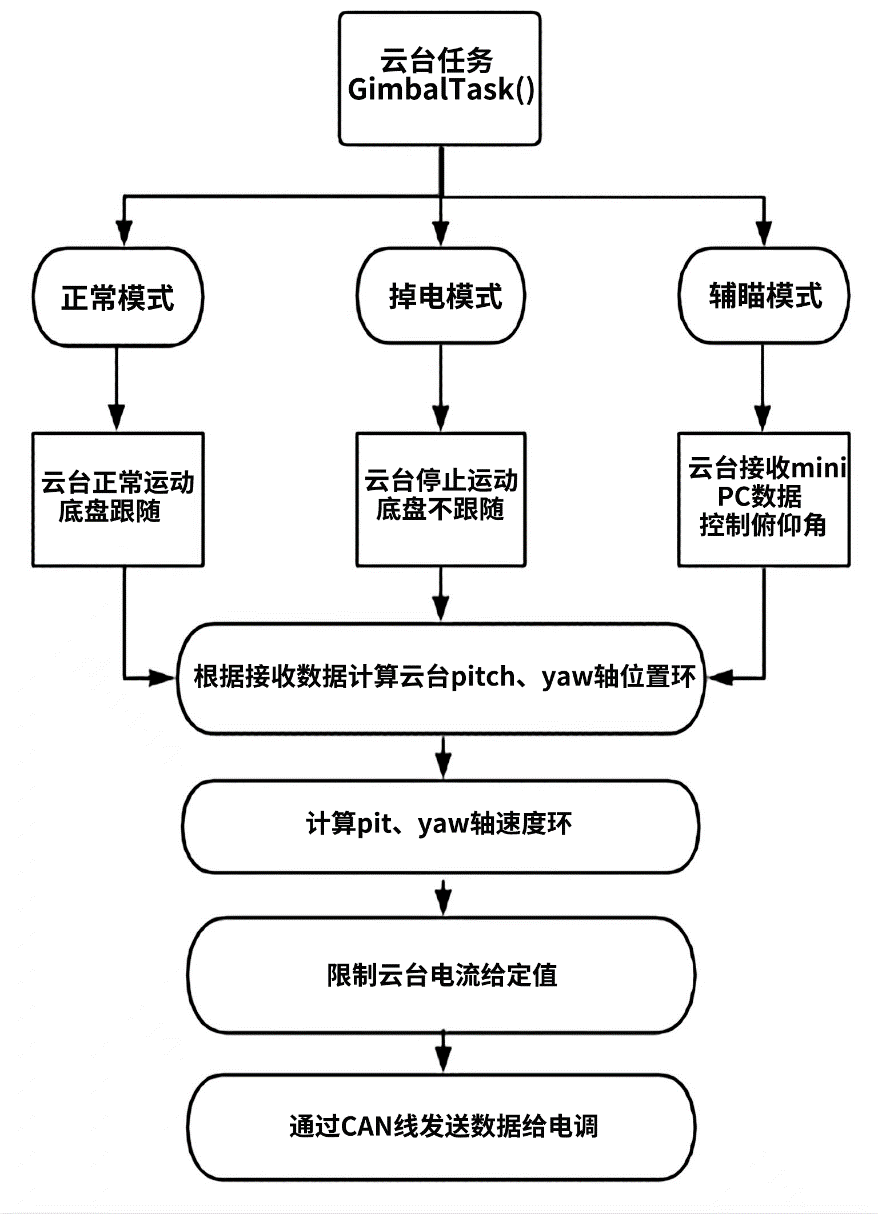 云台任务
GimbalTask()
正常模式
掉电模式
辅瞄模式
云台正常运动
底盘跟随
云台停止运动
底盘不跟随
云台接收mini
PC数据
控制俯仰角
根据接收数据计算云台pitch、yaw轴位置环
计算pit、yaw轴速度环
限制云台电流给定值
通过CAN线发送数据给电调